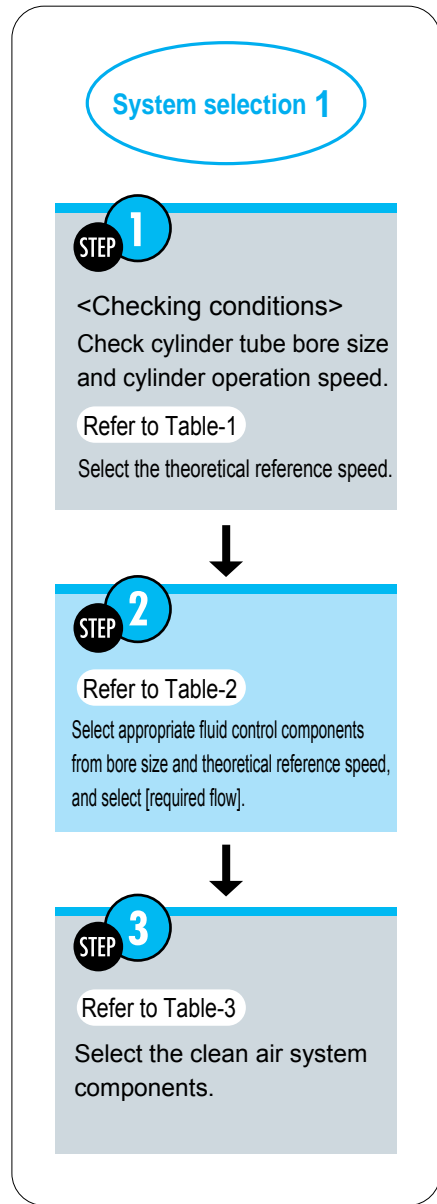 System selection 1
STEP 1
<Checking conditions>
Check cylinder tube bore size
and cylinder operation speed.
Refer to Table-1
Select the theoretical reference speed.
STEP 2
Refer to Table-2
Select appropriate fluid control components
from bore size and theoretical reference speed,
and select [required flow].
STEP 3
Refer to Table-3
Select the clean air system
components.